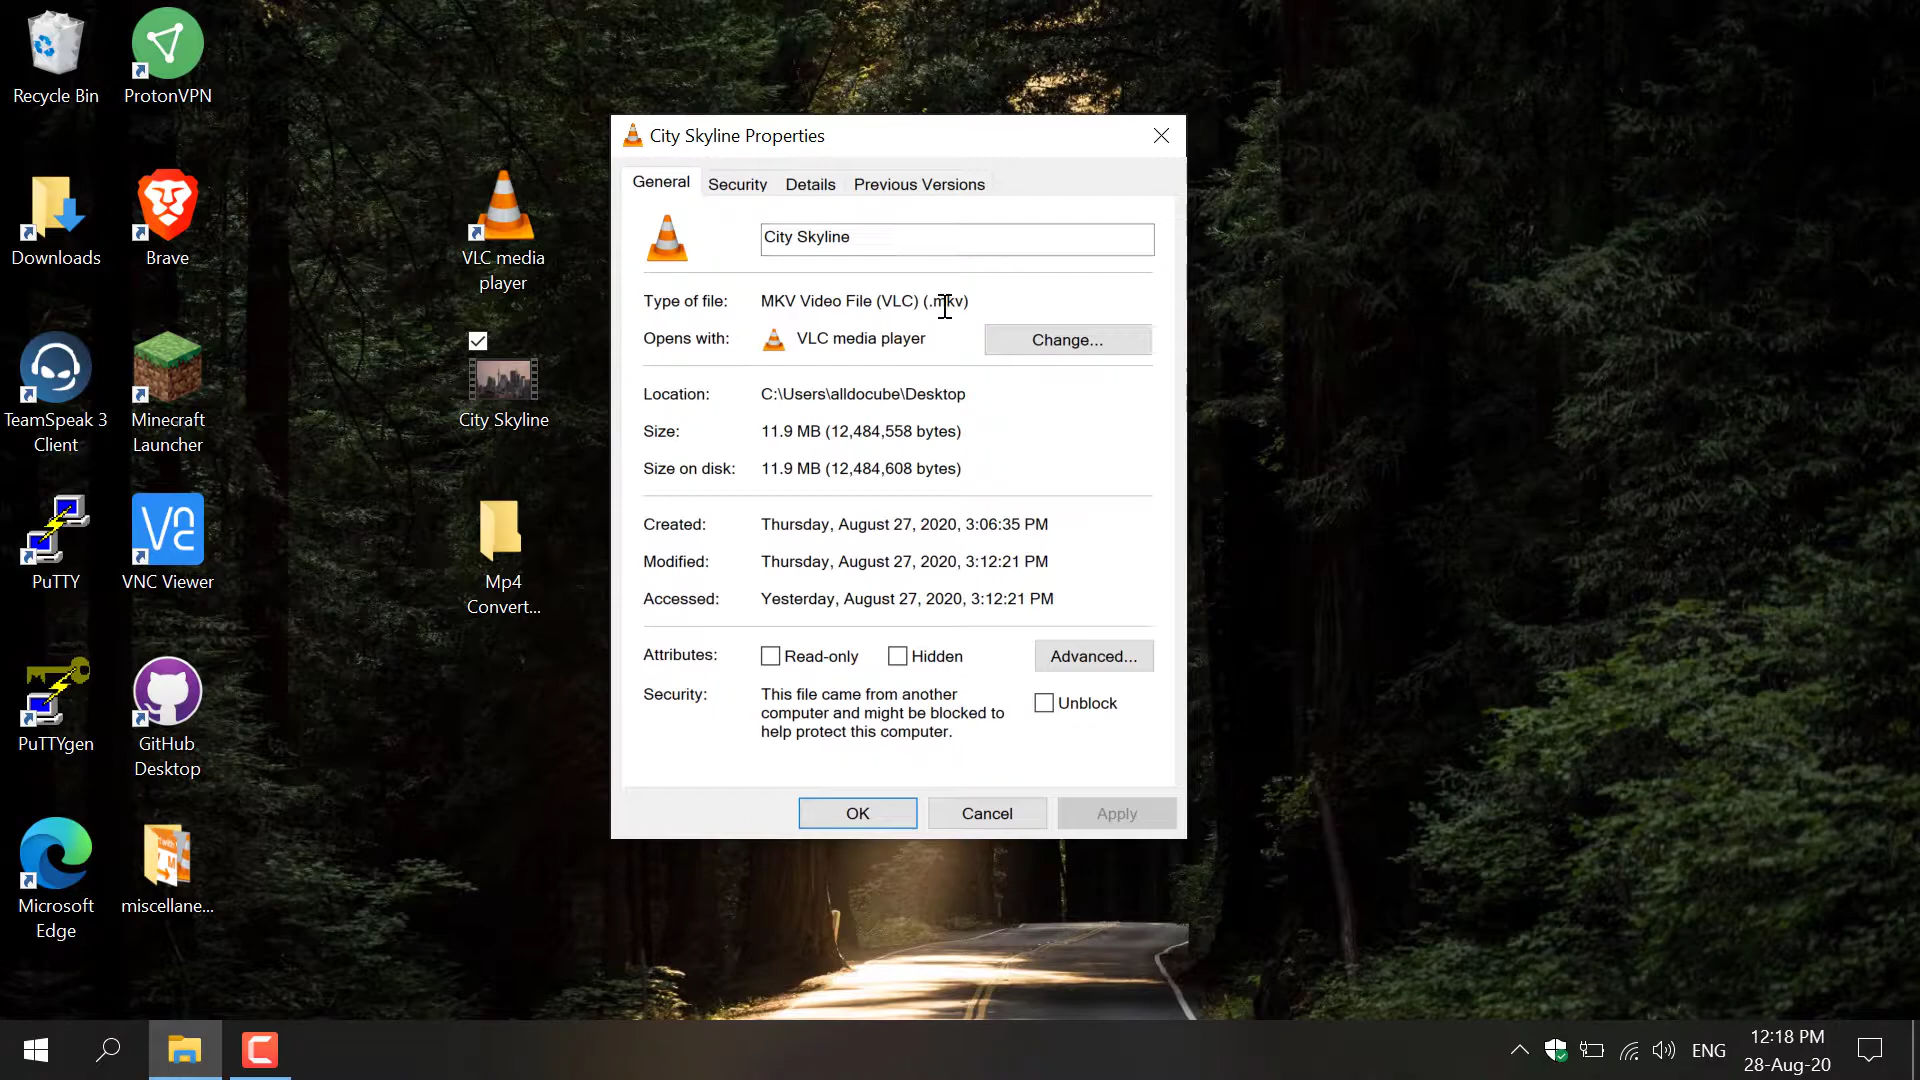 Recycle Bin
ProtonVPN
Downloads
Brave
VLC media
player
TeamSpeak 3
Client
Minecraft
Launcher
City Skyline
PuTTY
VNC Viewer
Mp4
Convert...
PuTTYgen
GitHub
Desktop
Microsoft
Edge
miscellane...
City Skyline Properties
General Security Details Previous Versions
City Skyline
Type of file: MKV Video File (VLC) (.mkv)
Opens with: VLC media player Change...
Location: C:\Users\alldocube\Desktop
Size: 11.9 MB (12,484,558 bytes)
Size on disk: 11.9 MB (12,484,608 bytes)
Created: Thursday, August 27, 2020, 3:06:35 PM
Modified: Thursday, August 27, 2020, 3:12:21 PM
Accessed: Yesterday, August 27, 2020, 3:12:21 PM
Attributes: Read-only Hidden Advanced...
Security: This file came from another
computer and might be blocked to
help protect this computer.
Unblock
OK Cancel Apply
ENG
12:18 PM
28-Aug-20